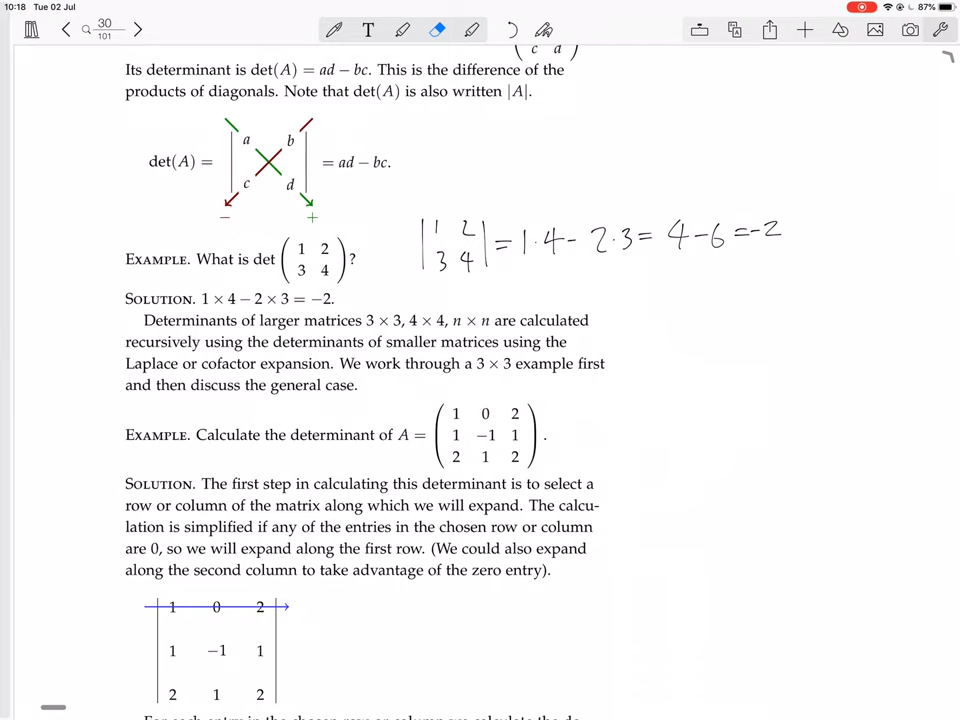 10:18 Tue 02 Jul
87%
30
101
T
( c d )
Its determinant is det(A) = ad − bc. This is the difference of the
products of diagonals. Note that det(A) is also written |A|.
a b
det(A) = = ad − bc.
c d
− +
|1 2|
|3 4| = 1·4 − 2·3 = 4 − 6 = −2
EXAMPLE. What is det ( 1 2
3 4 ) ?
SOLUTION. 1 × 4 − 2 × 3 = −2.
Determinants of larger matrices 3 × 3, 4 × 4, n × n are calculated
recursively using the determinants of smaller matrices using the
Laplace or cofactor expansion. We work through a 3 × 3 example first
and then discuss the general case.
1 0 2
EXAMPLE. Calculate the determinant of A = ( 1 −1 1 ) .
2 1 2
SOLUTION. The first step in calculating this determinant is to select a
row or column of the matrix along which we will expand. The calcu-
lation is simplified if any of the entries in the chosen row or column
are 0, so we will expand along the first row. (We could also expand
along the second column to take advantage of the zero entry).
1 0 2
1 −1 1
2 1 2